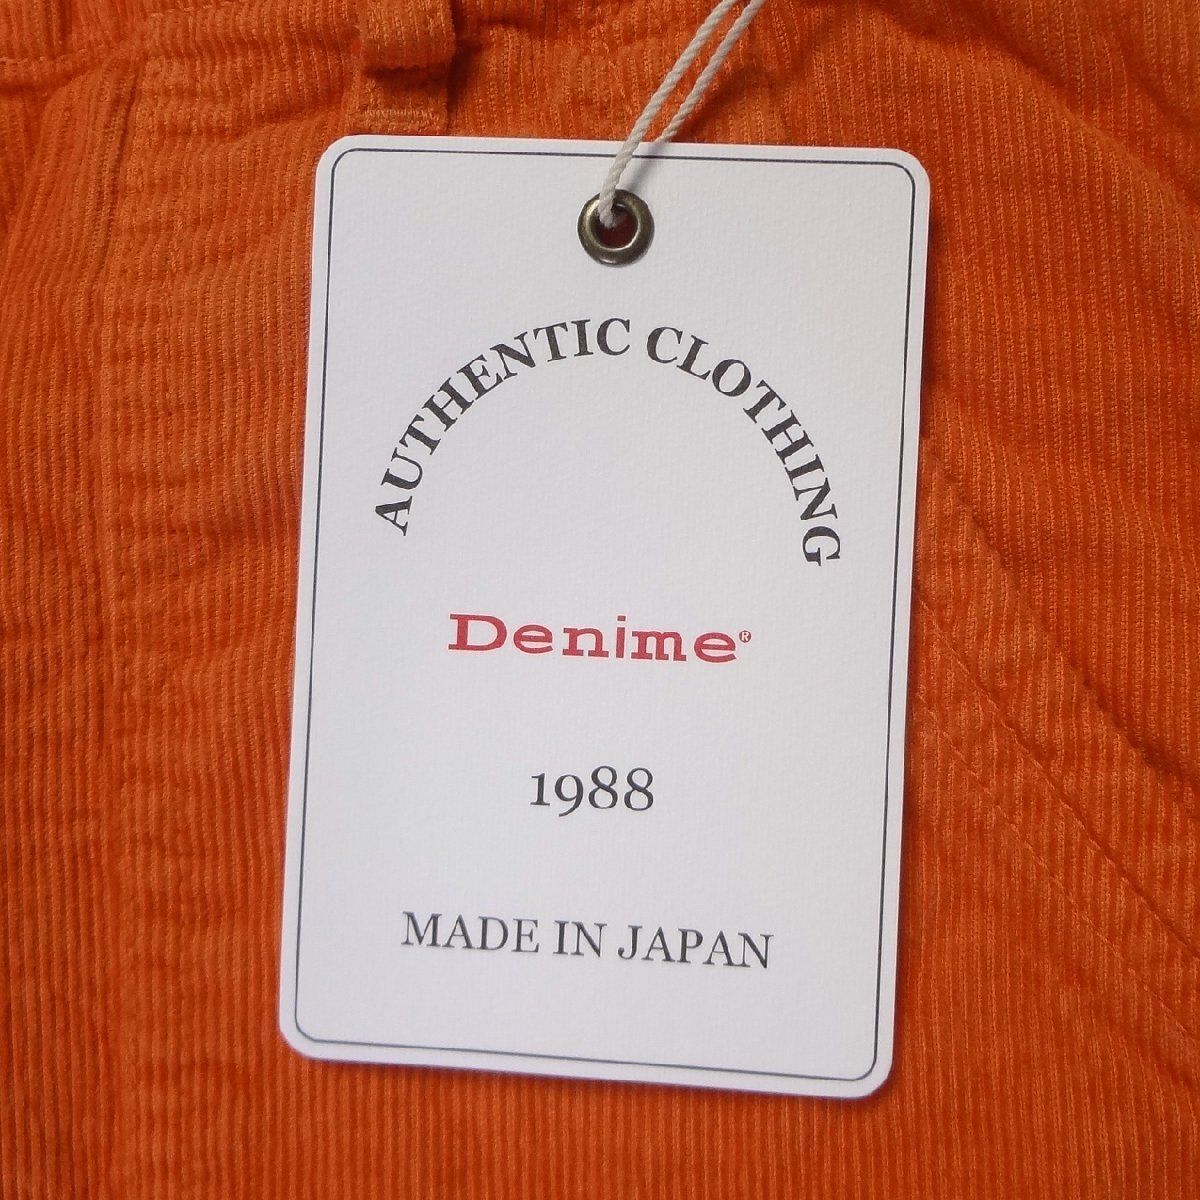 AUTHENTIC CLOTHING
Denime®
1988
MADE IN JAPAN